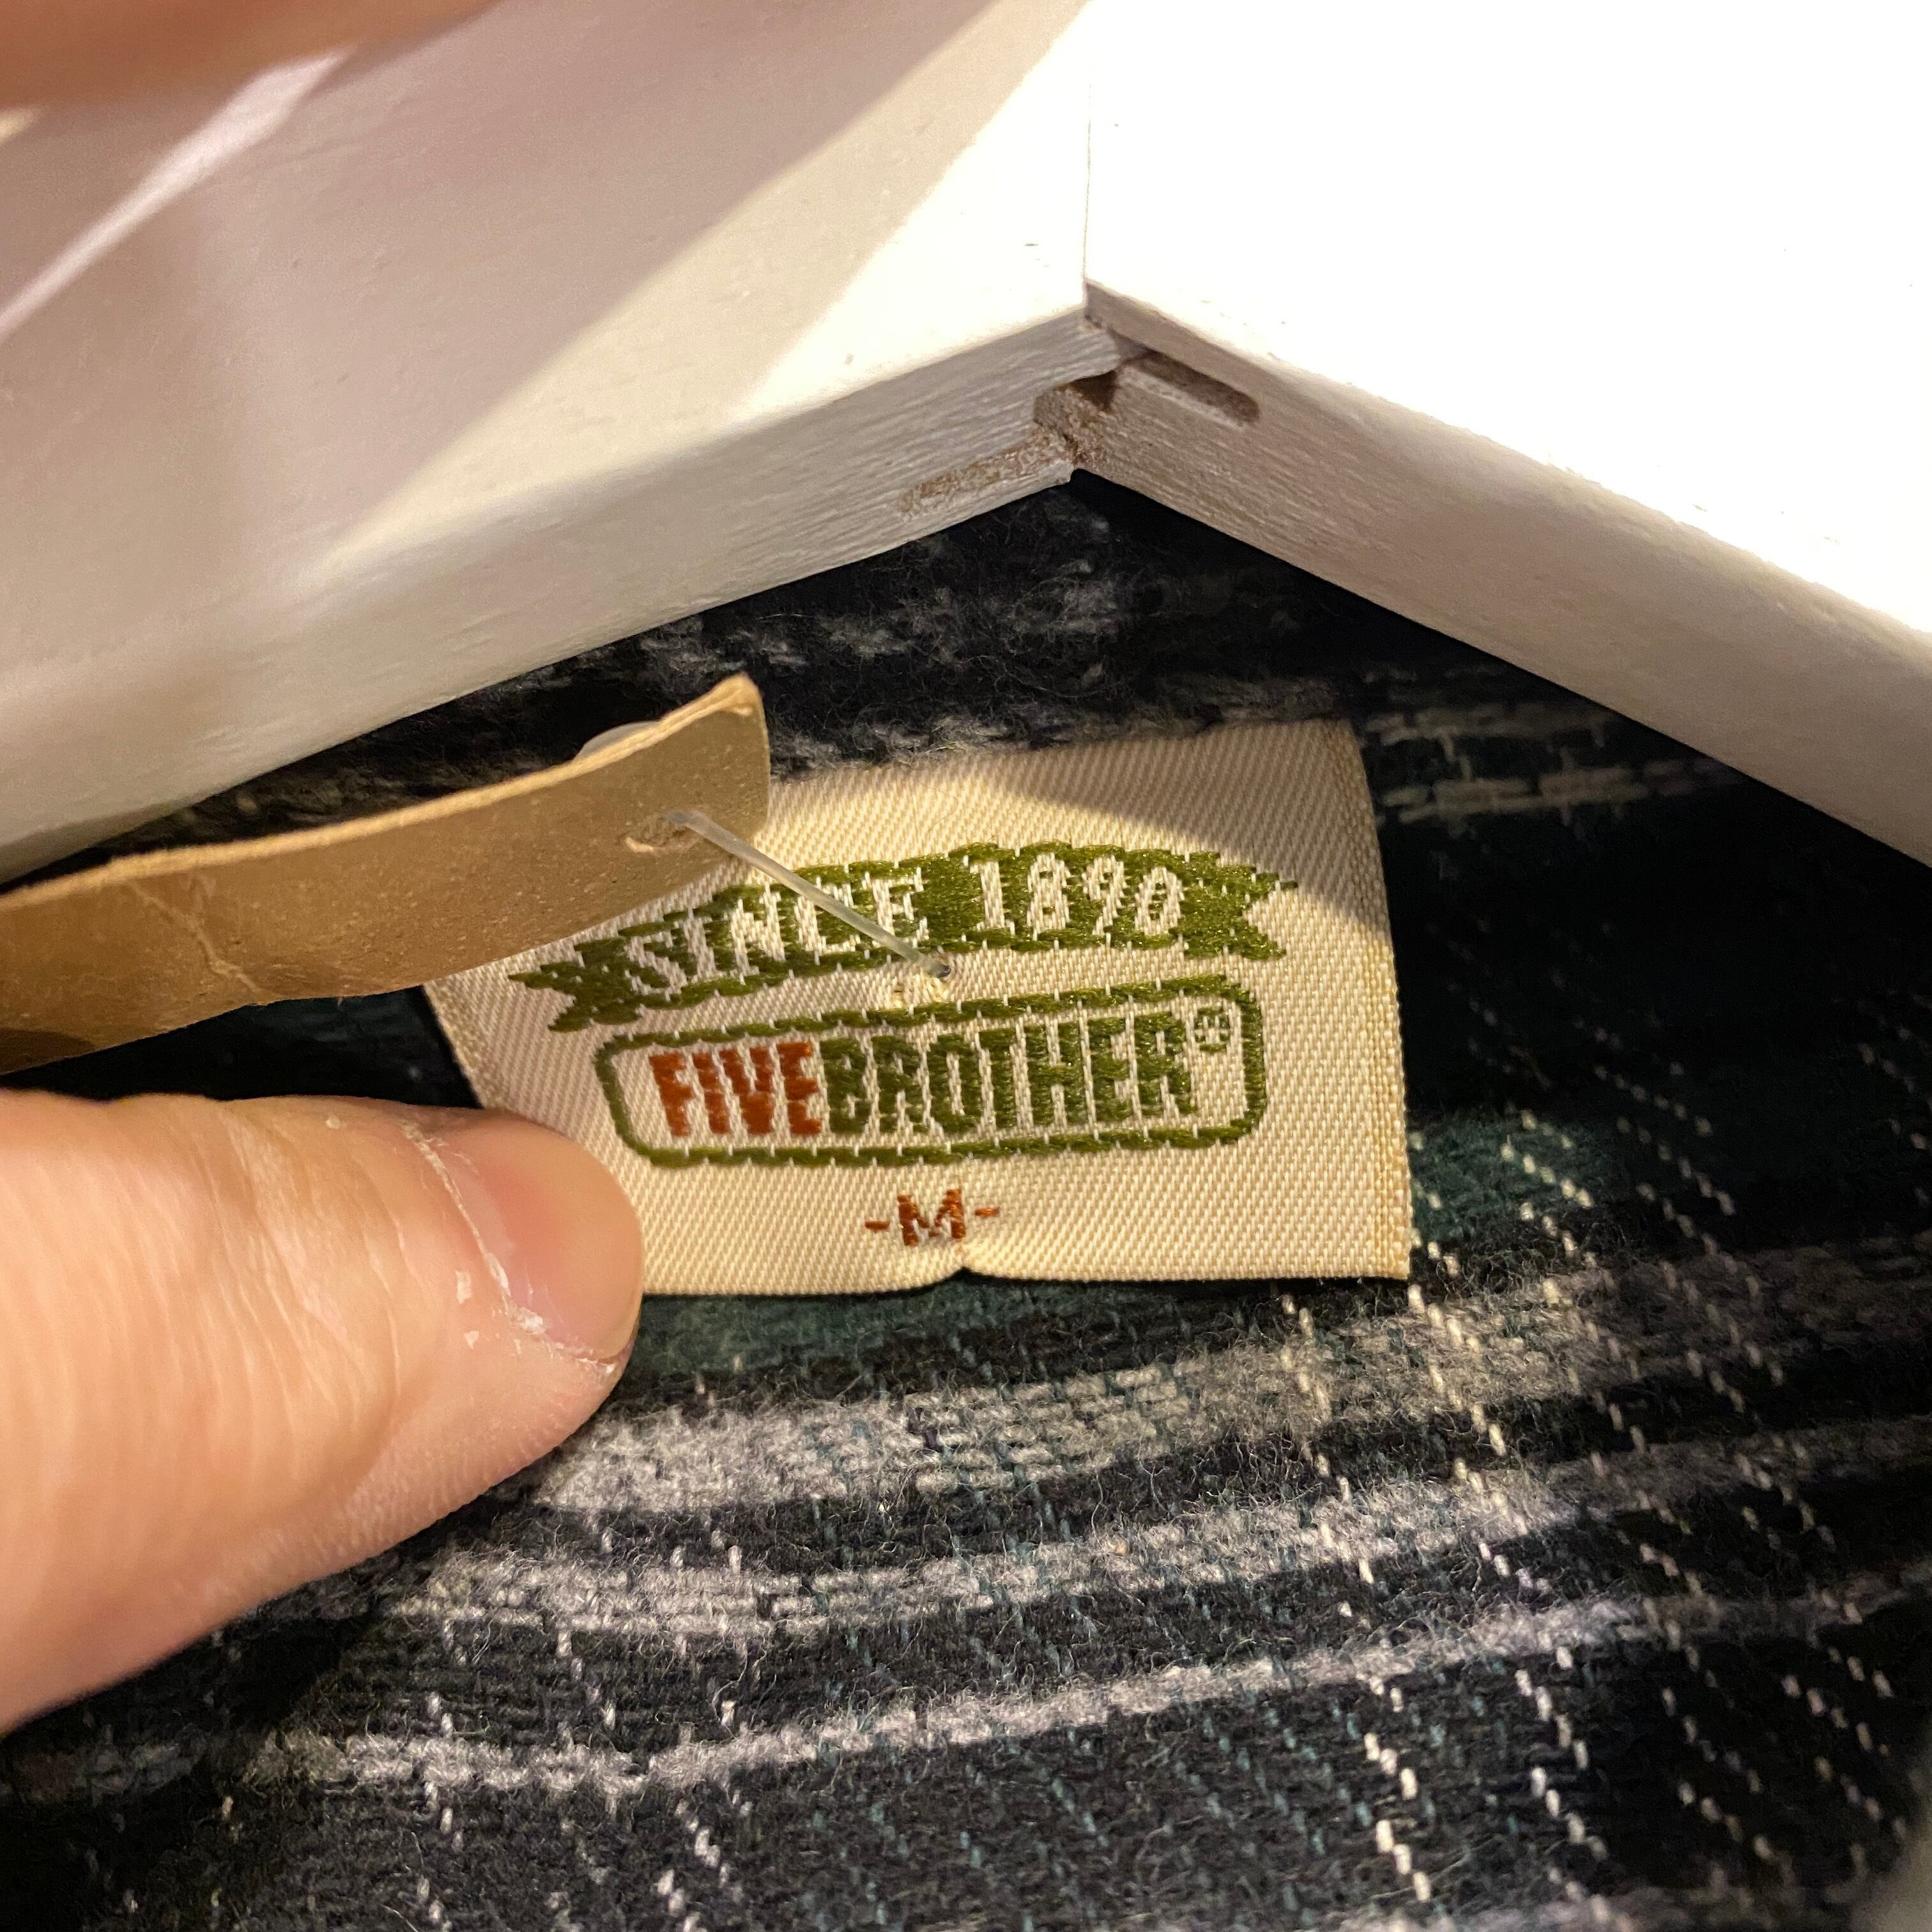 SINCE 1890
FIVEBROTHER®
-M-